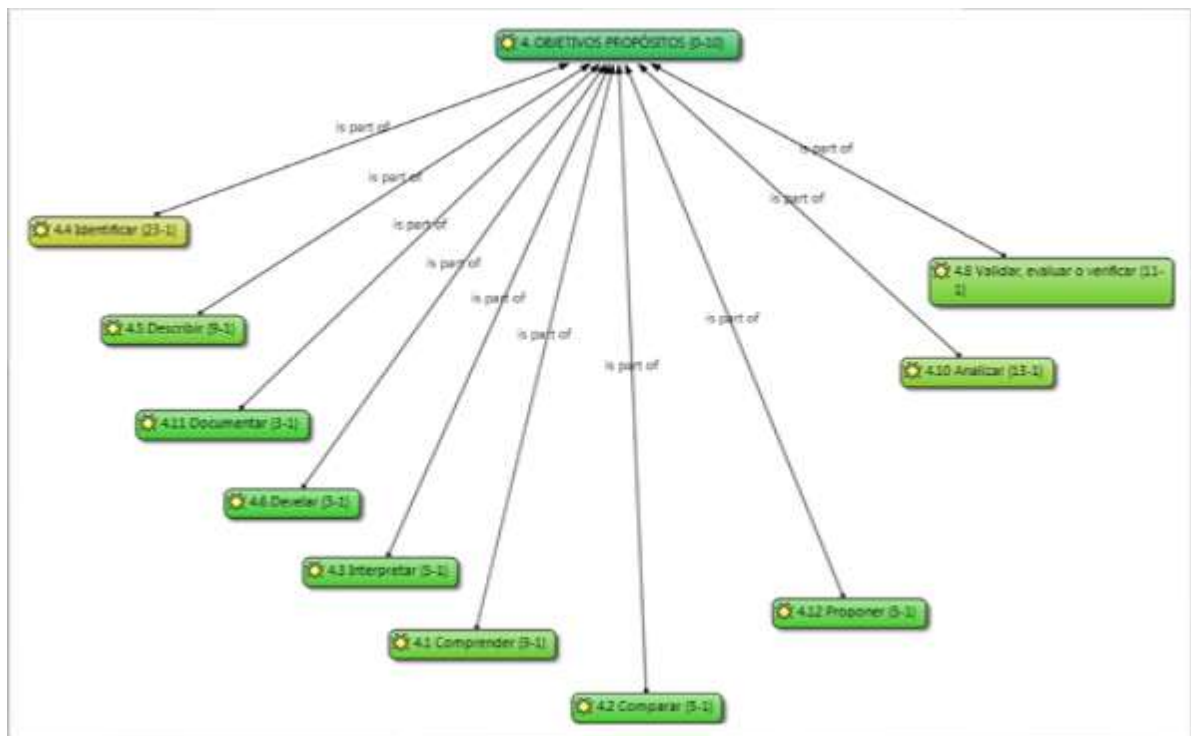 4. OBJETIVOS PROPÓSITOS (0-10)
is part of
is part of
is part of
is part of
is part of
is part of
is part of
is part of
is part of
is part of
4.4 Identificar (23-1)
4.8 Validar, evaluar o verificar (11-
1)
4.5 Describir (9-1)
4.10 Analizar (13-1)
4.11 Documentar (3-1)
4.6 Develar (3-1)
4.3 Interpretar (5-1)
4.12 Proponer (5-1)
4.1 Comprender (9-1)
4.2 Comparar (5-1)